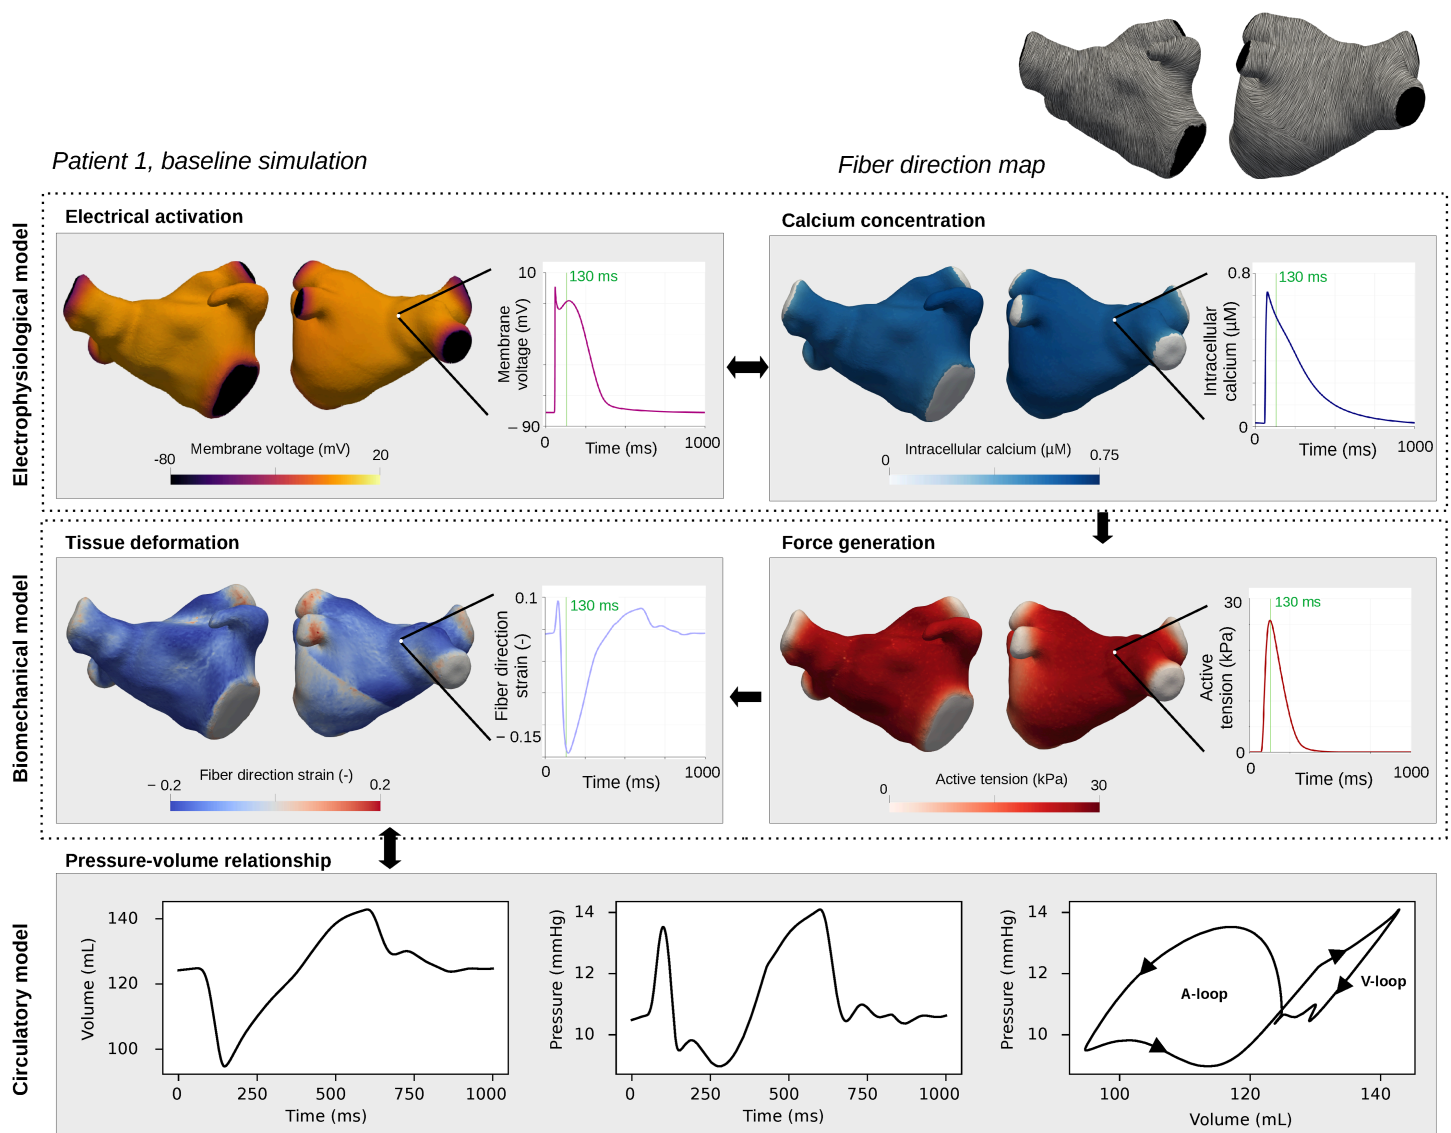 Patient 1, baseline simulation
Fiber direction map
Electrophysiological model
Electrical activation
10
130 ms
Membrane
voltage (mV)
– 90
0
1000
Time (ms)
Membrane voltage (mV)
-80
20
Calcium concentration
0.8
130 ms
Intracellular
calcium (µM)
0
0
1000
Time (ms)
Intracellular calcium (µM)
0
0.75
Biomechanical model
Tissue deformation
0.1
130 ms
Fiber direction
strain (-)
– 0.15
0
1000
Time (ms)
Fiber direction strain (-)
– 0.2
0.2
Force generation
30
130 ms
Active
tension (kPa)
0
0
1000
Time (ms)
Active tension (kPa)
0
30
Circulatory model
Pressure-volume relationship
140
120
100
Volume (mL)
0
250
500
750
1000
Time (ms)
14
12
10
Pressure (mmHg)
0
250
500
750
1000
Time (ms)
14
12
10
Pressure (mmHg)
A-loop
V-loop
100
120
140
Volume (mL)